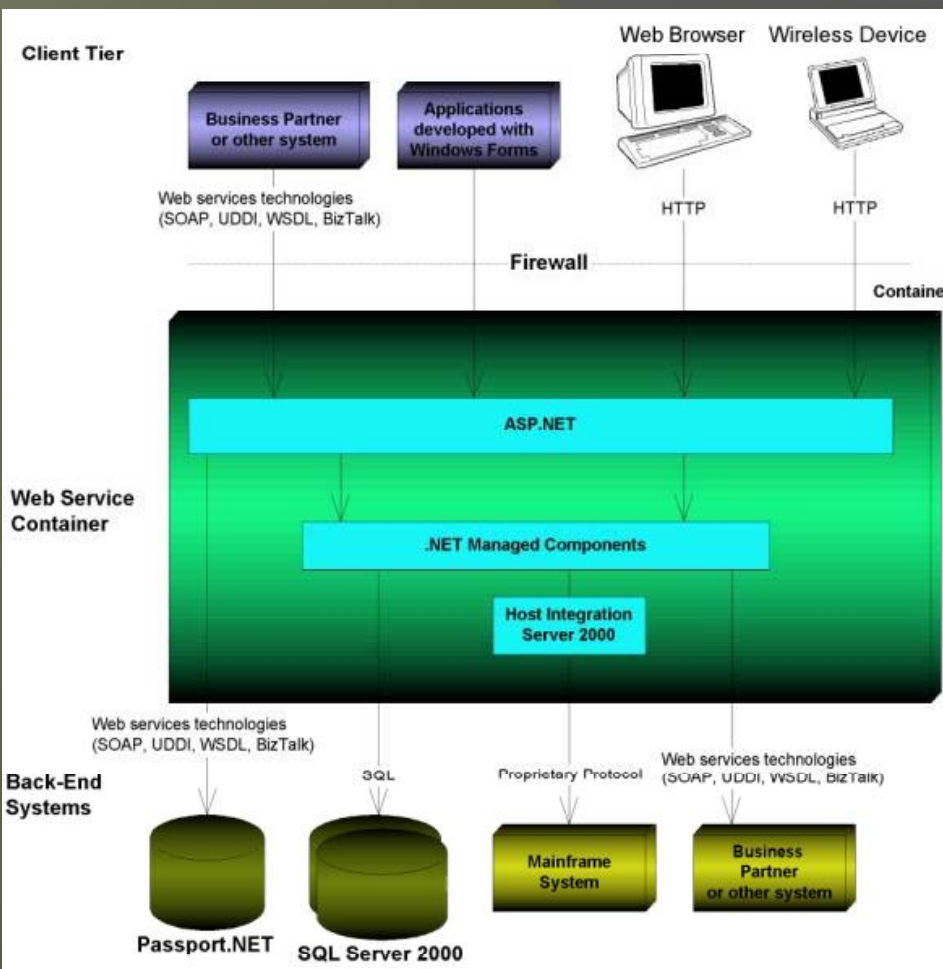 Client Tier
Web Browser
Wireless Device
Business Partner
or other system
Applications
developed with
Windows Forms
Web services technologies
(SOAP, UDDI, WSDL, BizTalk)
HTTP
HTTP
Firewall
Containe
ASP.NET
Web Service
Container
.NET Managed Components
Host Integration
Server 2000
Web services technologies
(SOAP, UDDI, WSDL, BizTalk)
SQL
Proprietary Protocol
Web services technologies
(SOAP, UDDI, WSDL, BizTalk)
Back-End
Systems
Mainframe
System
Business
Partner
or other system
Passport.NET
SQL Server 2000